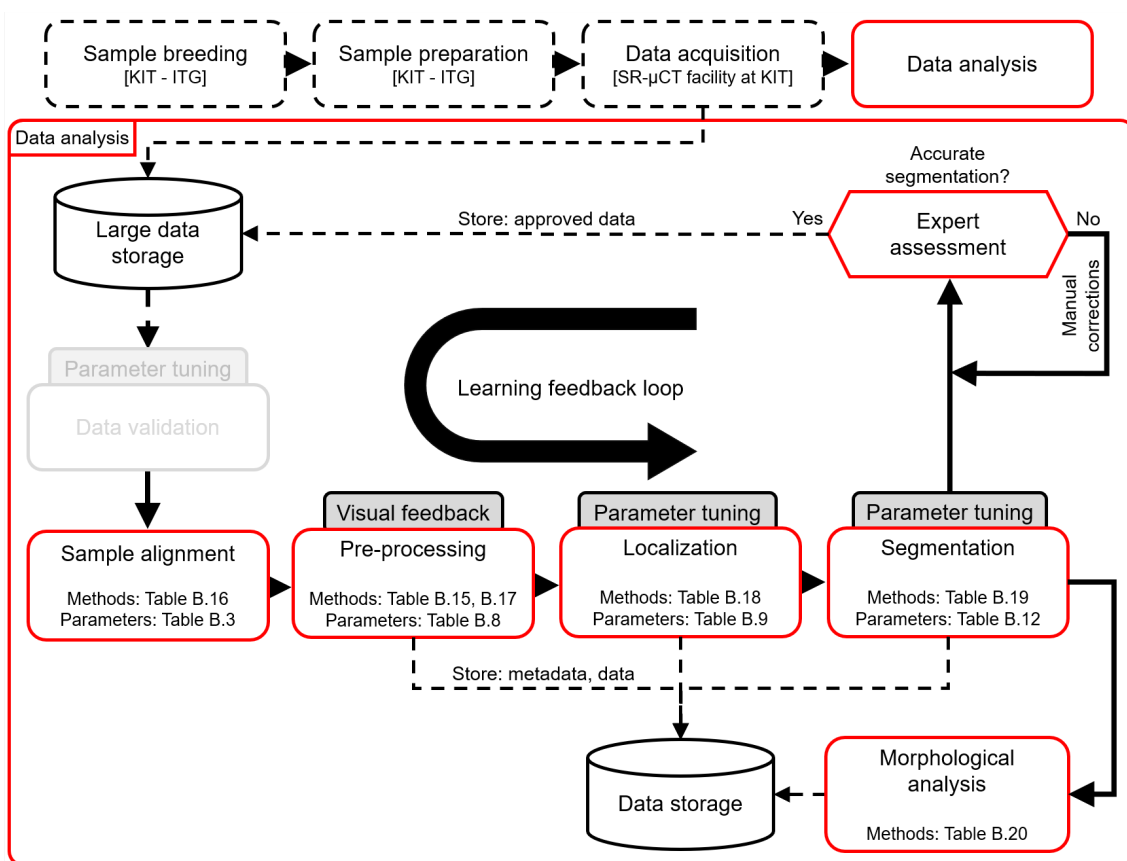 Sample breeding
[KIT - ITG]
Sample preparation
[KIT - ITG]
Data acquisition
[SR-µCT facility at KIT]
Data analysis
Data analysis
Large data
storage
Store: approved data
Accurate
segmentation?
Yes
Expert
assessment
No
Manual
corrections
Parameter tuning
Data validation
Learning feedback loop
Sample alignment
Methods: Table B.16
Parameters: Table B.3
Visual feedback
Pre-processing
Methods: Table B.15, B.17
Parameters: Table B.8
Parameter tuning
Localization
Methods: Table B.18
Parameters: Table B.9
Parameter tuning
Segmentation
Methods: Table B.19
Parameters: Table B.12
Store: metadata, data
Data storage
Morphological
analysis
Methods: Table B.20